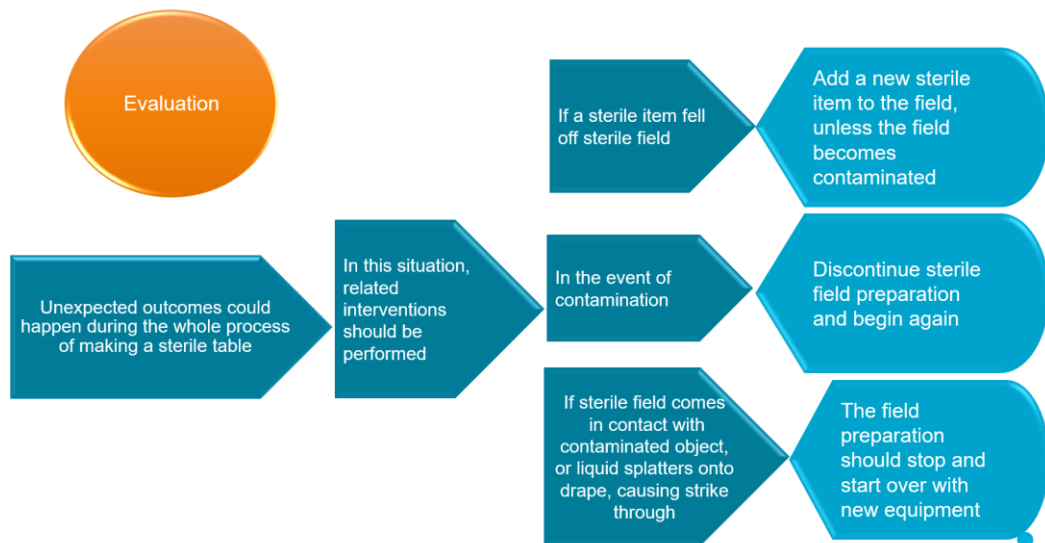 Evaluation
Unexpected outcomes could
happen during the whole process
of making a sterile table
In this situation,
related
interventions
should be
performed
If a sterile item fell
off sterile field
Add a new sterile
item to the field,
unless the field
becomes
contaminated
In the event of
contamination
Discontinue sterile
field preparation
and begin again
If sterile field comes
in contact with
contaminated object,
or liquid splatters onto
drape, causing strike
through
The field
preparation
should stop and
start over with
new equipment